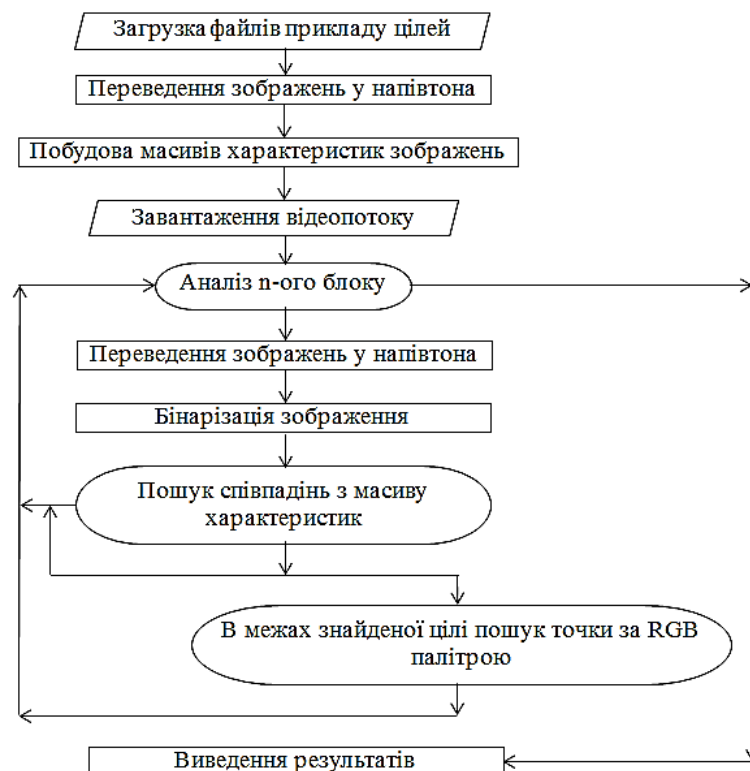 Загрузка файлів прикладу цілей
Переведення зображень у напівтона
Побудова масивів характеристик зображень
Завантаження відеопотоку
Аналіз n-ого блоку
Переведення зображень у напівтона
Бінарізація зображення
Пошук співпадінь з масиву
характеристик
В межах знайденої цілі пошук точки за RGB
палітрою
Виведення результатів